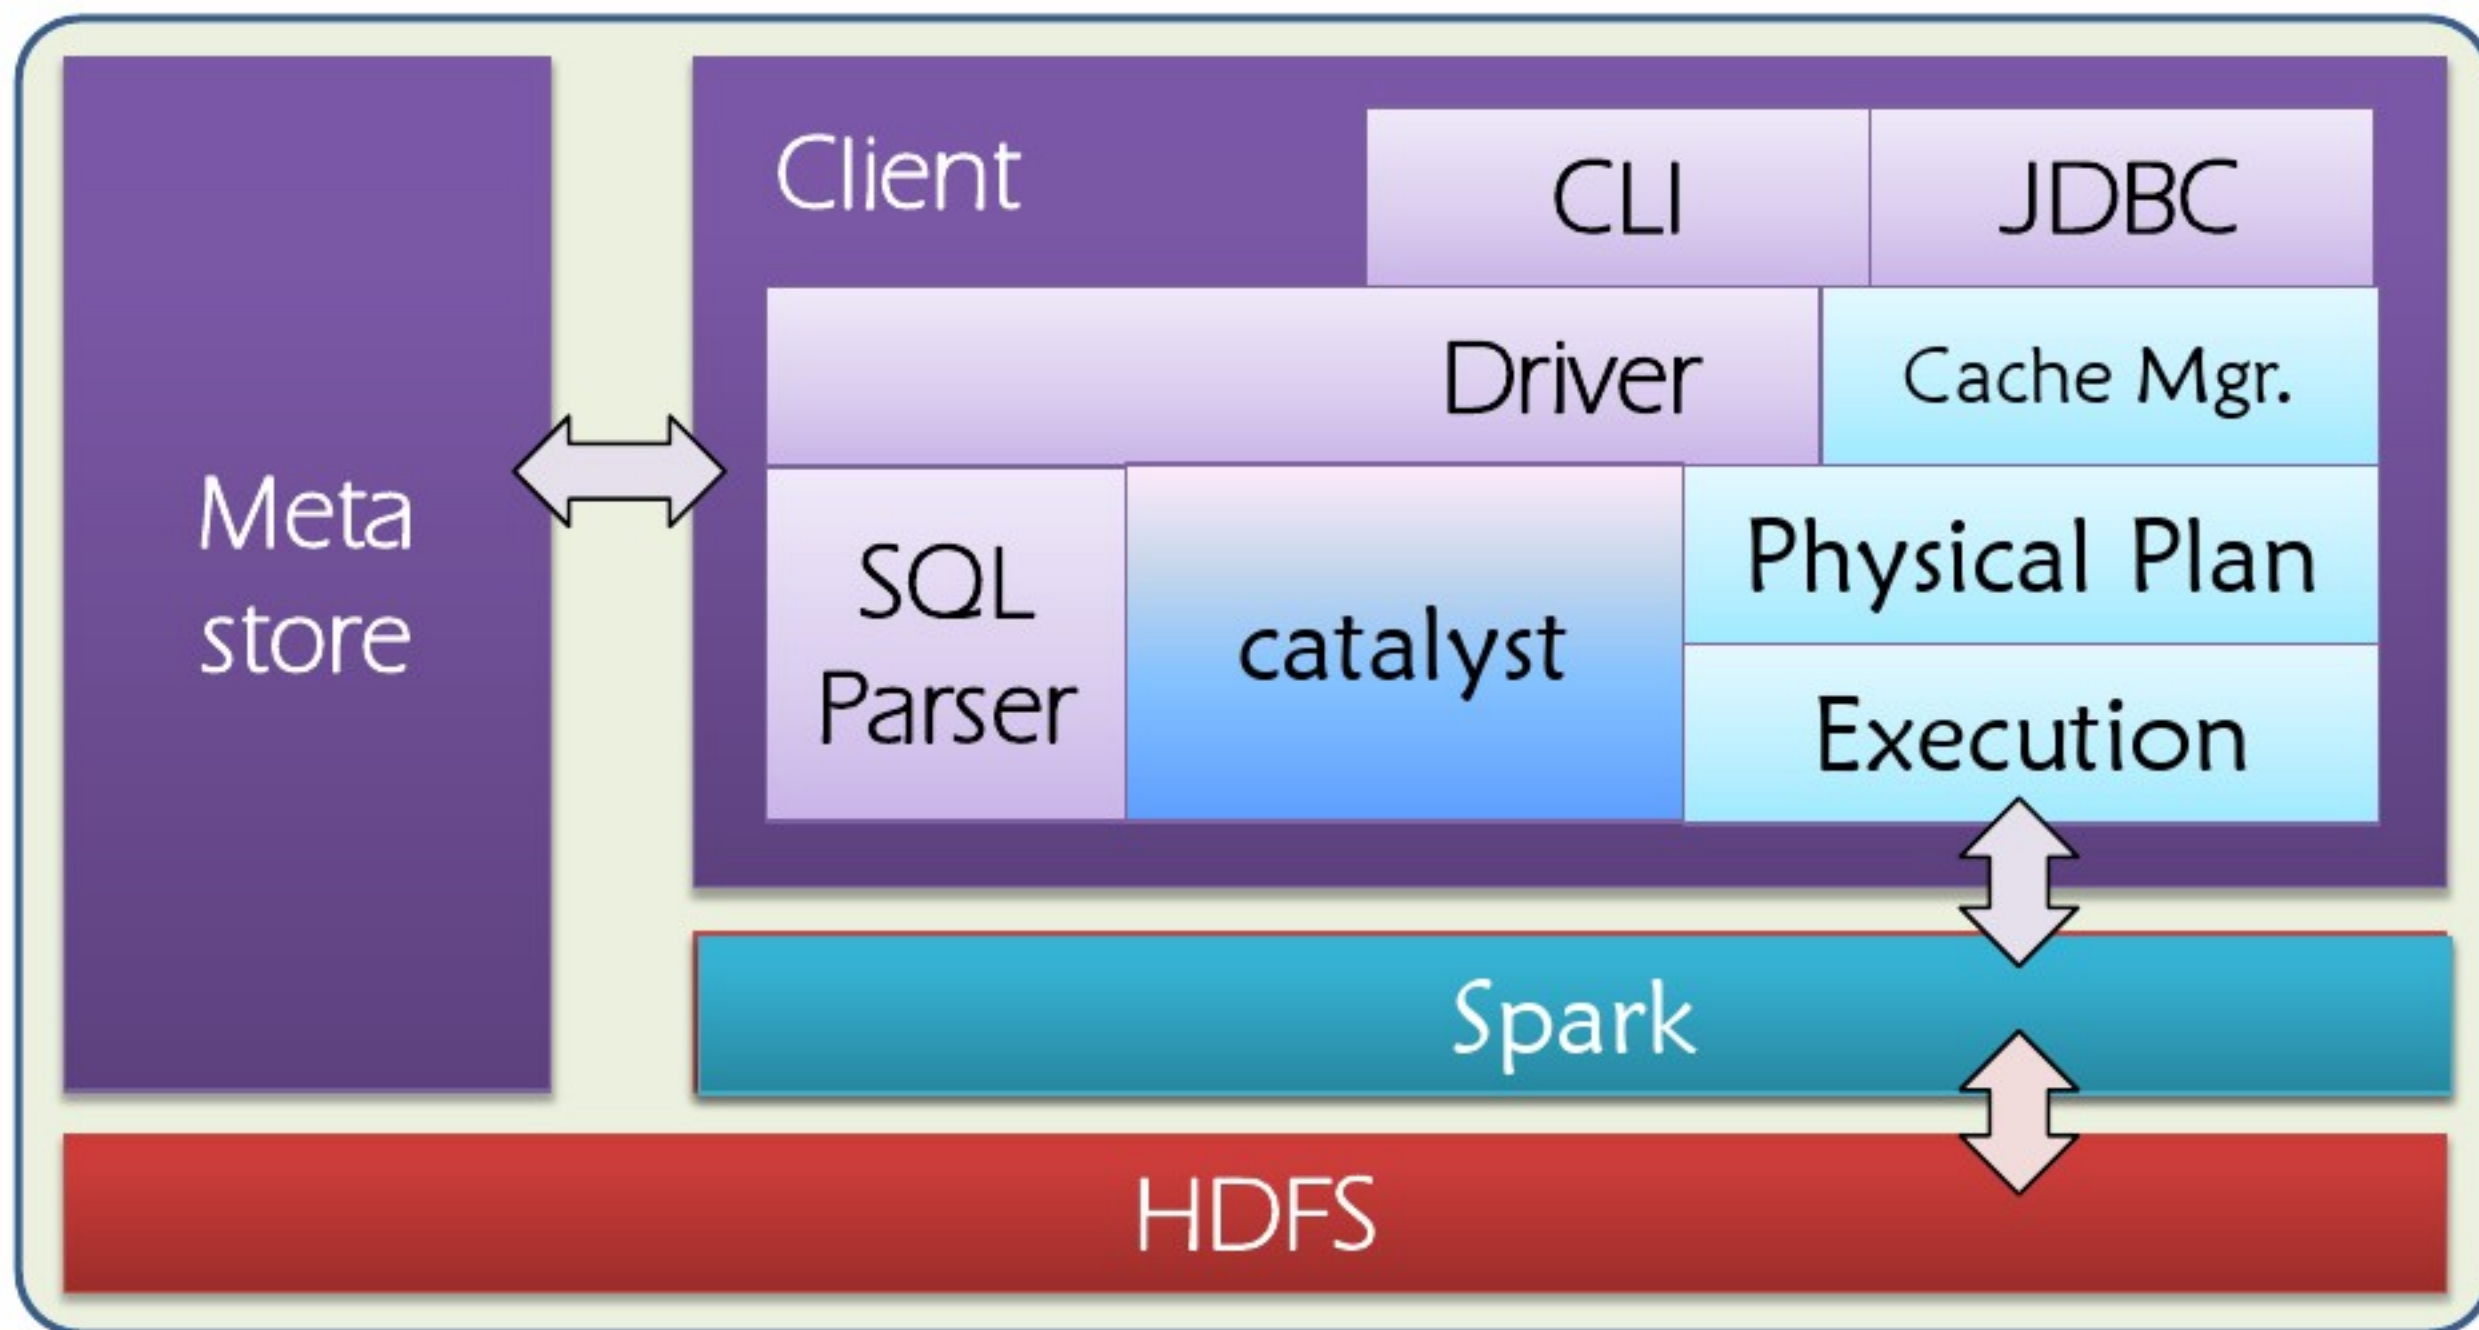 Client
CLI
JDBC
Driver
Cache Mgr.
Meta
store
SQL
Parser
catalyst
Physical Plan
Execution
Spark
HDFS